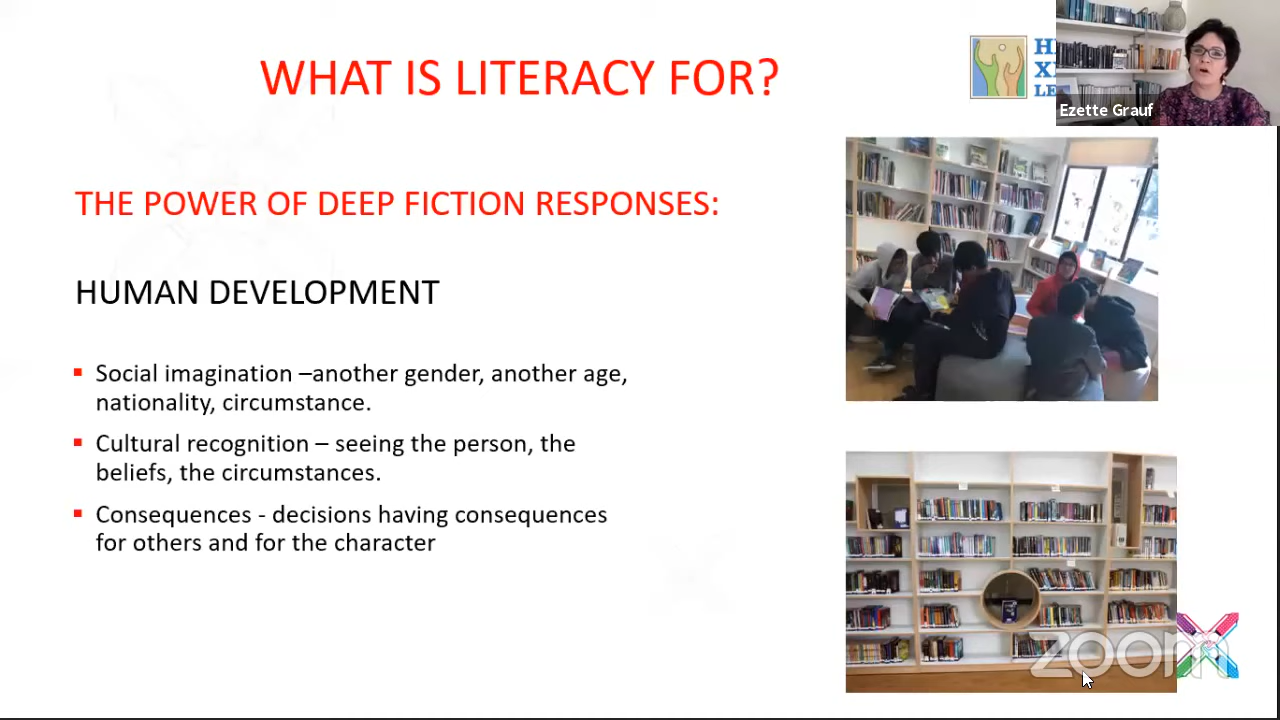 WHAT IS LITERACY FOR?
Ezette Grauf
THE POWER OF DEEP FICTION RESPONSES:
HUMAN DEVELOPMENT
▪ Social imagination –another gender, another age,
nationality, circumstance.
▪ Cultural recognition – seeing the person, the
beliefs, the circumstances.
▪ Consequences - decisions having consequences
for others and for the character
zoom